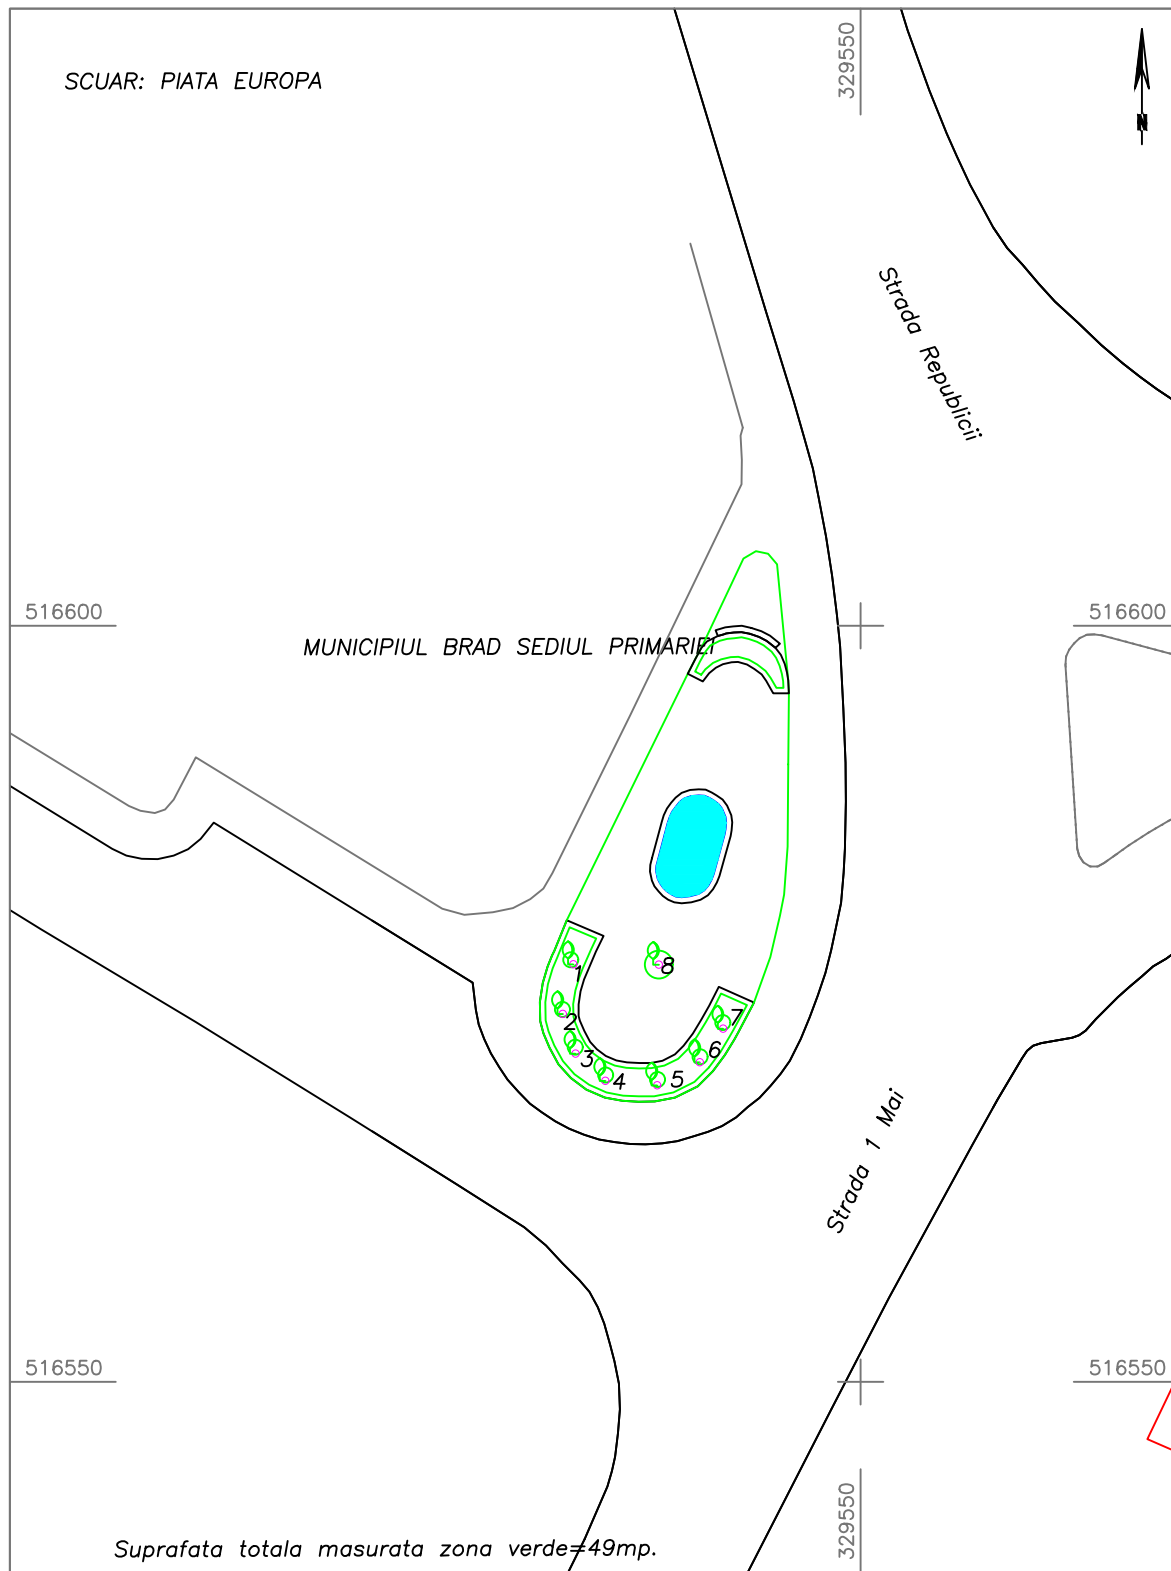 SCUAR: PIATA EUROPA
329550
N
Strada Republicii
516600
516600
MUNICIPIUL BRAD SEDIUL PRIMARIEI
1
8
2
7
3
6
4
5
Strada 1 Mai
516550
516550
329550
Suprafata totala masurata zona verde=49mp.